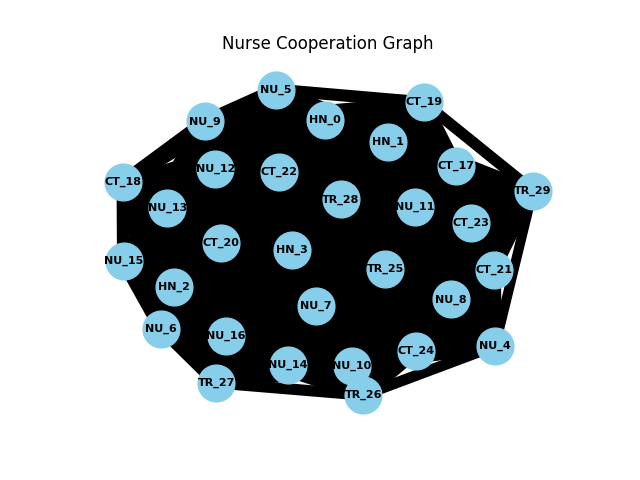 Nurse Cooperation Graph
NU_5
CT_19
NU_9
HN_0
HN_1
NU_12
CT_22
CT_17
CT_18
TR_29
NU_13
TR_28
NU_11
CT_23
CT_20
HN_3
NU_15
TR_25
CT_21
HN_2
NU_7
NU_8
NU_6
NU_16
NU_4
CT_24
NU_14
NU_10
TR_27
TR_26